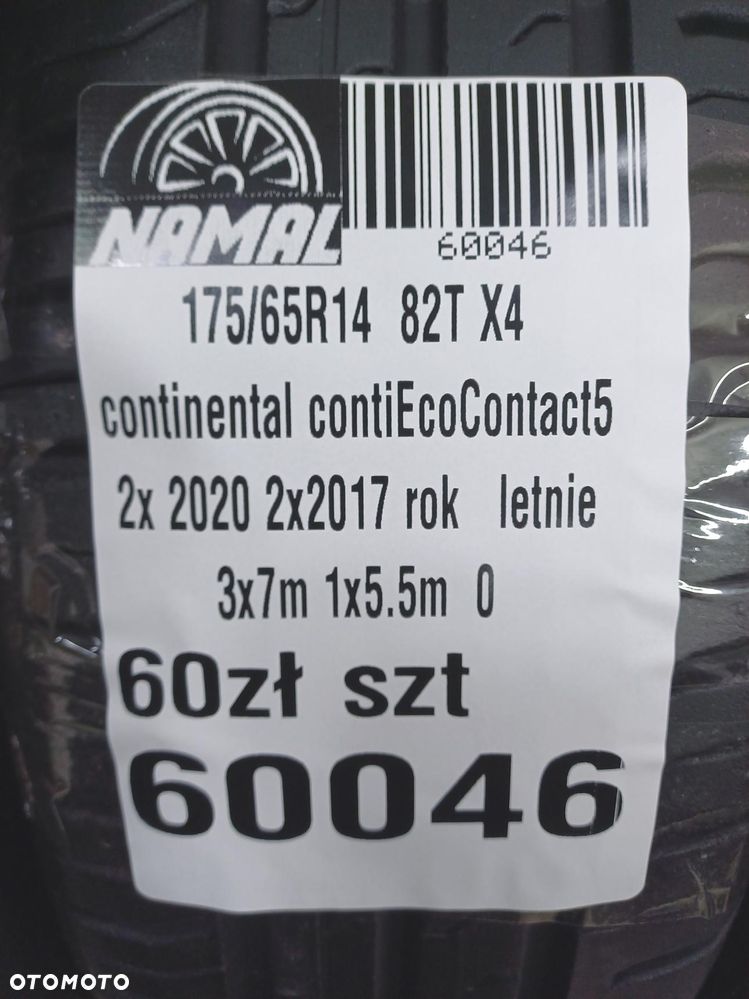 NAMAL
60046
175/65R14 82T X4
continental contiEcoContact5
2x 2020 2x2017 rok letnie
3x7m 1x5.5m 0
60zł szt
60046
OTOMOTO